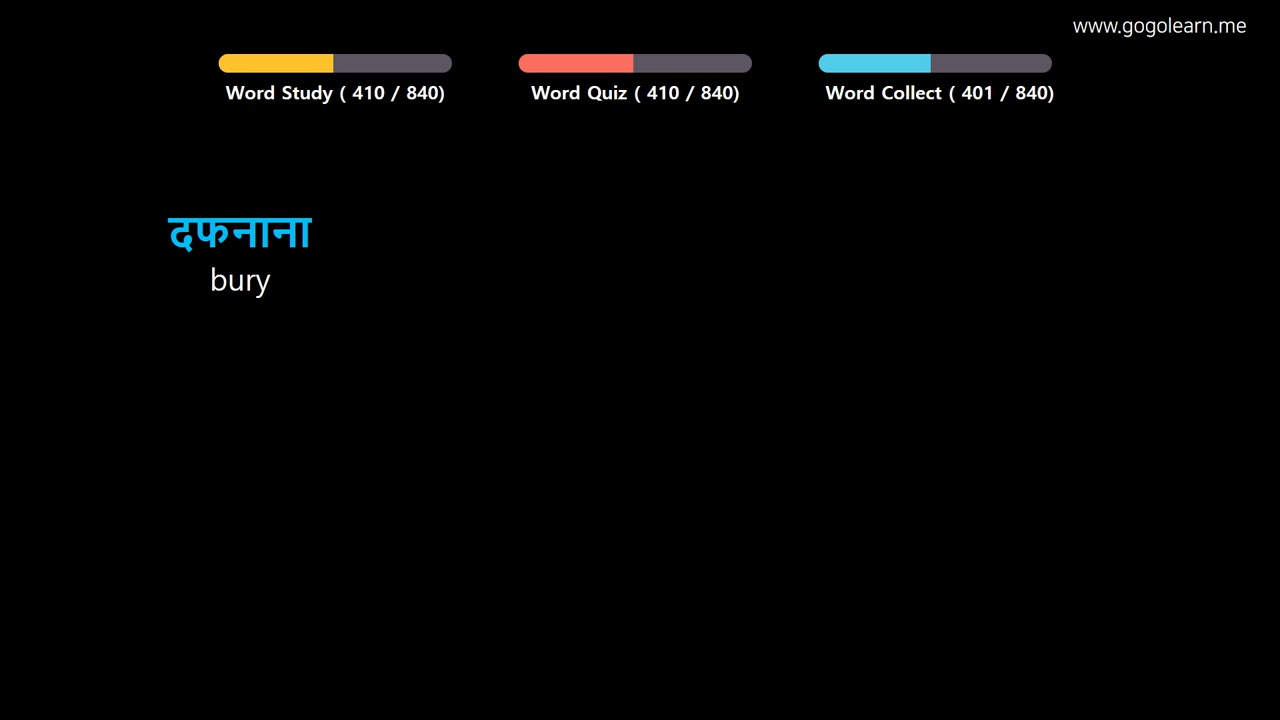 www.gogolearn.me
Word Study ( 410 / 840)
Word Quiz ( 410 / 840)
Word Collect ( 401 / 840)
दफनाना
bury